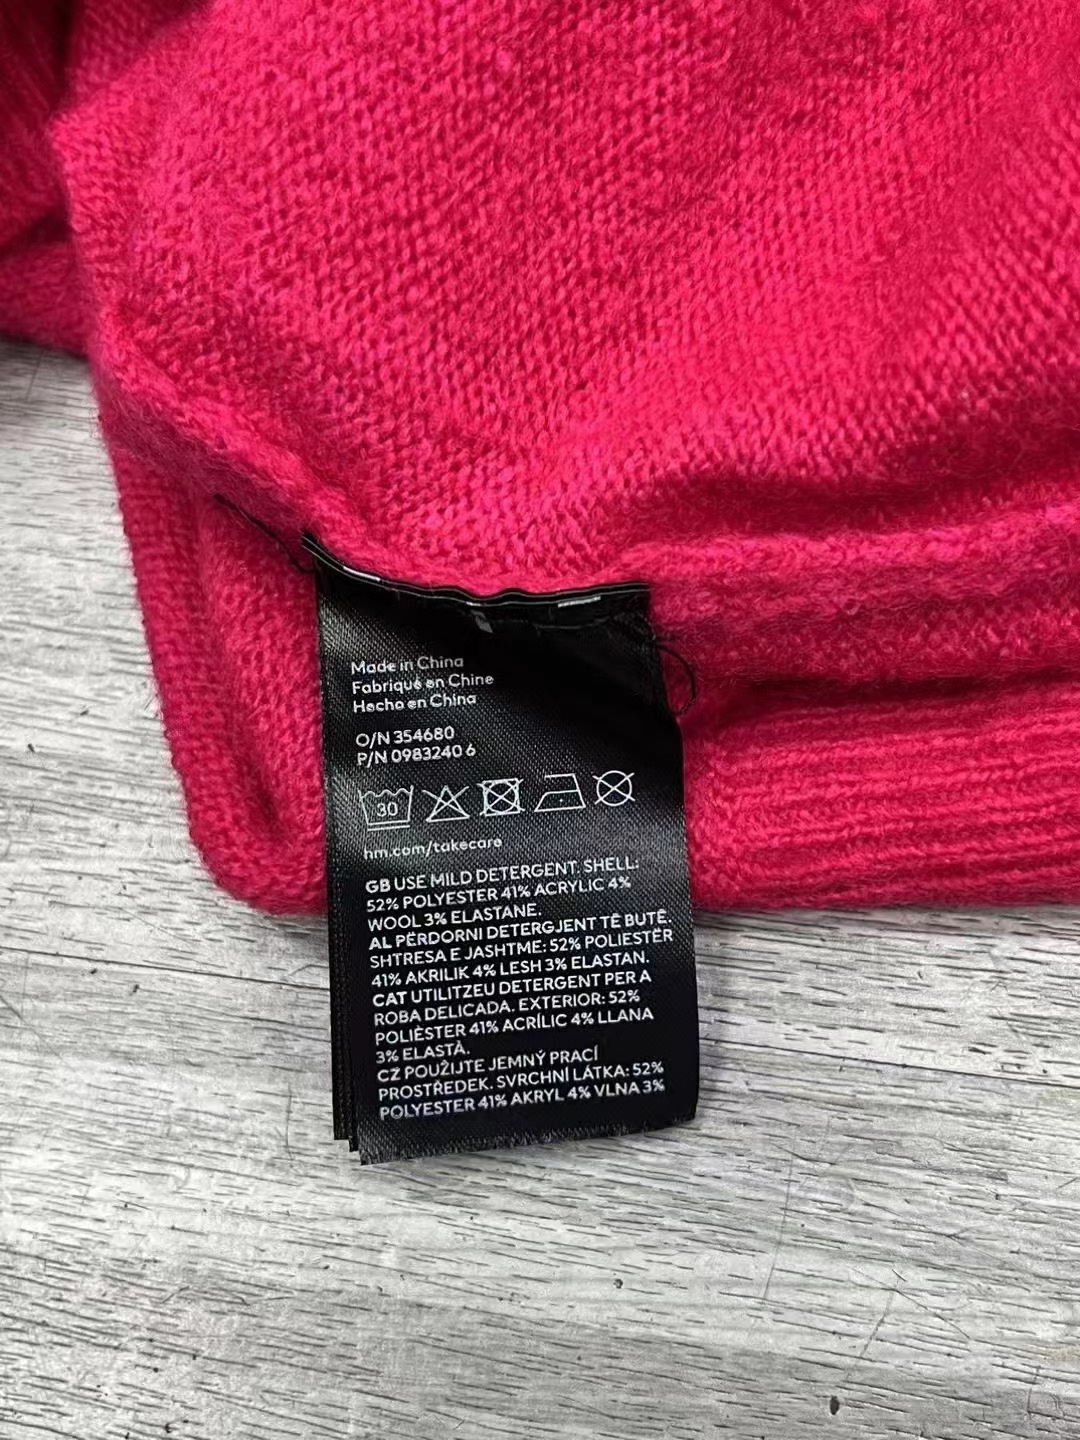 Made in China
Fabriqué en Chine
Hecho en China
O/N 354680
P/N 0983240 6
30
hm.com/takecare
GB USE MILD DETERGENT. SHELL:
52% POLYESTER 41% ACRYLIC 4%
WOOL 3% ELASTANE.
AL PËRDORNI DETERGJENT TË BUTË.
SHTRESA E JASHTME: 52% POLIESTËR
41% AKRILIK 4% LESH 3% ELASTAN.
CAT UTILITZEU DETERGENT PER A
ROBA DELICADA. EXTERIOR: 52%
POLIÈSTER 41% ACRÍLIC 4% LLANA
3% ELASTÀ.
CZ POUŽIJTE JEMNÝ PRACÍ
PROSTŘEDEK. SVRCHNÍ LÁTKA: 52%
POLYESTER 41% AKRYL 4% VLNA 3%